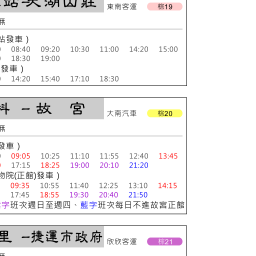 次湖山莊 東南客運 棕19
無
站發車）
08:40 09:20 10:30 11:00 14:20 15:00
18:30 19:00
發車）
14:20 15:40 17:10 18:30
科－故 宮 大南汽車 紅20
無
發車）
09:05 10:25 11:10 11:55 12:40 13:45
17:15 18:25 19:00 20:10 21:20
物院(正館)發車）
09:35 10:55 11:40 12:25 13:10 14:15
17:45 18:55 19:30 20:40 21:50
字班次週日至週四，藍字班次每日不進故宮正館
里－捷運市政府 欣欣客運 棕21